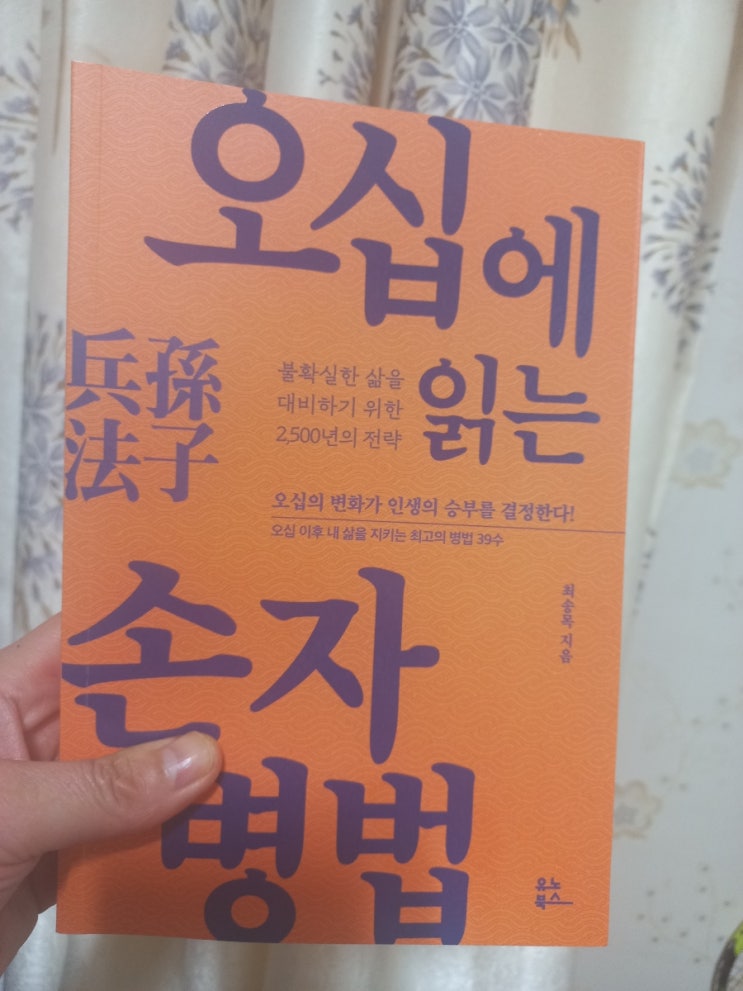 오십에
읽는
孫子
兵法
불확실한 삶을
대비하기 위한
2,500년의 전략
오십의 변화가 인생의 승부를 결정한다!
오십 이후 내 삶을 지키는 최고의 병법 39수
최송목 지음
손자
병법
유노
북스